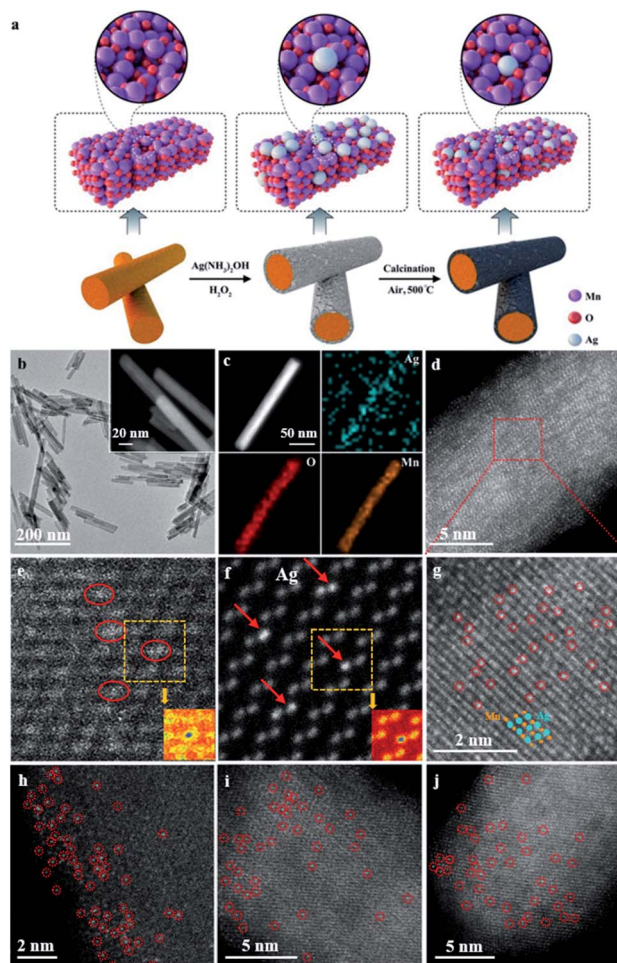 a
Ag(NH3)2OH
H2O2
Calcination
Air, 500°C
Mn
O
Ag
b
20 nm
200 nm
c
50 nm
Ag
O
Mn
d
5 nm
e
f
Ag
g
Mn
Ag
2 nm
h
2 nm
i
5 nm
j
5 nm